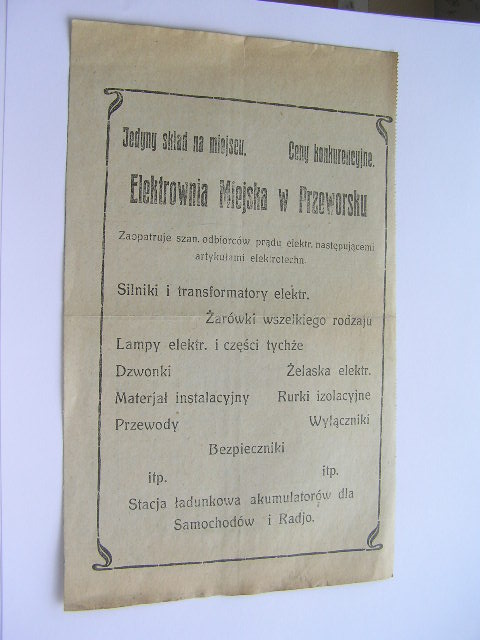 Jedyny skład na miejscu. Ceny konkurencyjne.
Elektrownia Miejska w Przeworsku
Zaopatruje szan. odbiorców prądu elektr. następującemi
artykułami elektrotechn.
Silniki i transformatory elektr.
Żarówki wszelkiego rodzaju
Lampy elektr. i części tychże
Dzwonki Żelaska elektr.
Materjał instalacyjny Rurki izolacyjne
Przewody Wyłączniki
Bezpieczniki
itp. itp.
Stacja ładunkowa akumulatorów dla
Samochodów i Radjo.